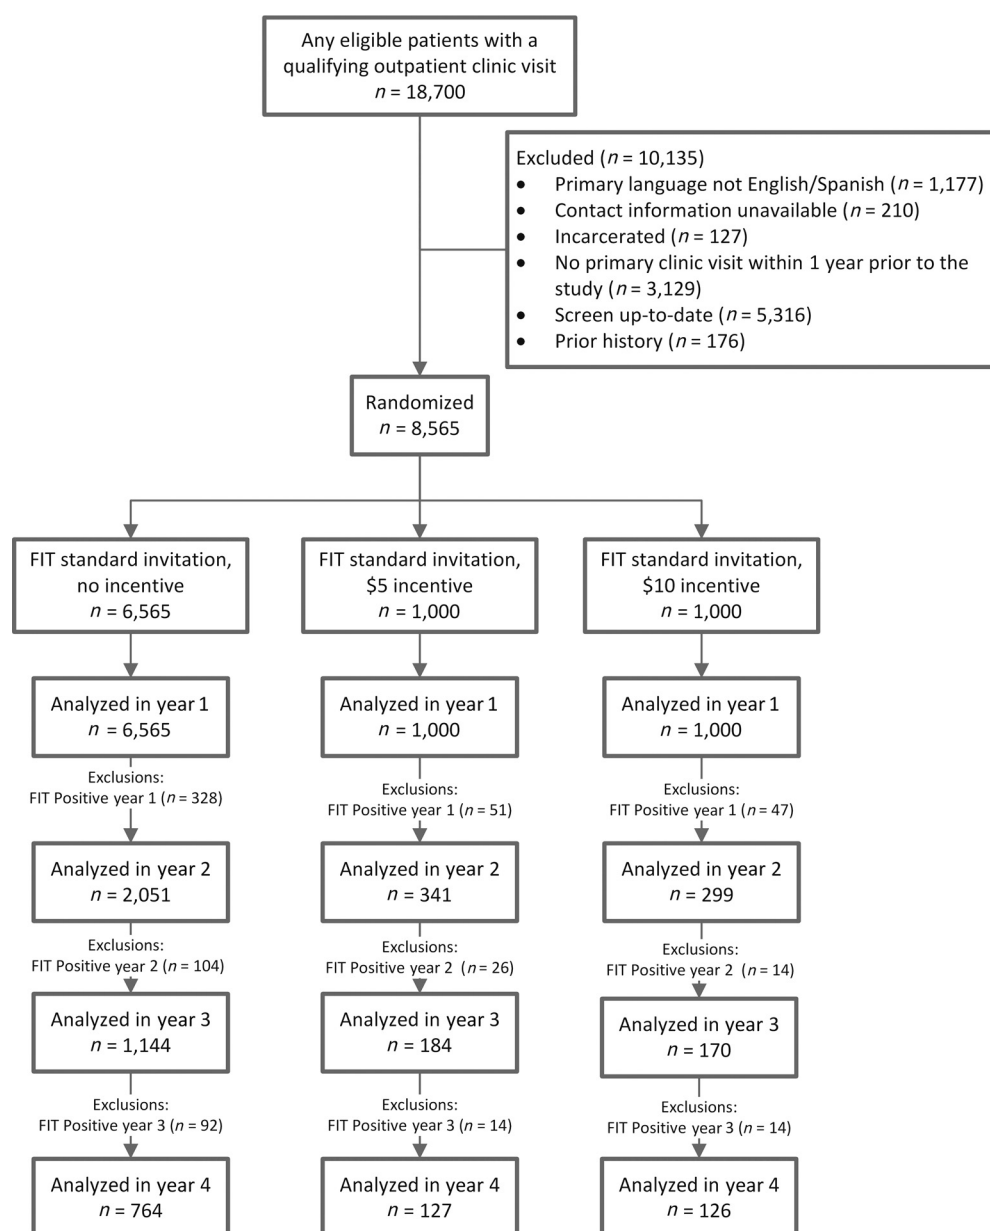 Any eligible patients with a
qualifying outpatient clinic visit
n = 18,700
Excluded (n = 10,135)
• Primary language not English/Spanish (n = 1,177)
• Contact information unavailable (n = 210)
• Incarcerated (n = 127)
• No primary clinic visit within 1 year prior to the
study (n = 3,129)
• Screen up-to-date (n = 5,316)
• Prior history (n = 176)
Randomized
n = 8,565
FIT standard invitation,
no incentive
n = 6,565
FIT standard invitation,
$5 incentive
n = 1,000
FIT standard invitation,
$10 incentive
n = 1,000
Analyzed in year 1
n = 6,565
Analyzed in year 1
n = 1,000
Analyzed in year 1
n = 1,000
Exclusions:
FIT Positive year 1 (n = 328)
Exclusions:
FIT Positive year 1 (n = 51)
Exclusions:
FIT Positive year 1 (n = 47)
Analyzed in year 2
n = 2,051
Analyzed in year 2
n = 341
Analyzed in year 2
n = 299
Exclusions:
FIT Positive year 2 (n = 104)
Exclusions:
FIT Positive year 2 (n = 26)
Exclusions:
FIT Positive year 2 (n = 14)
Analyzed in year 3
n = 1,144
Analyzed in year 3
n = 184
Analyzed in year 3
n = 170
Exclusions:
FIT Positive year 3 (n = 92)
Exclusions:
FIT Positive year 3 (n = 14)
Exclusions:
FIT Positive year 3 (n = 14)
Analyzed in year 4
n = 764
Analyzed in year 4
n = 127
Analyzed in year 4
n = 126